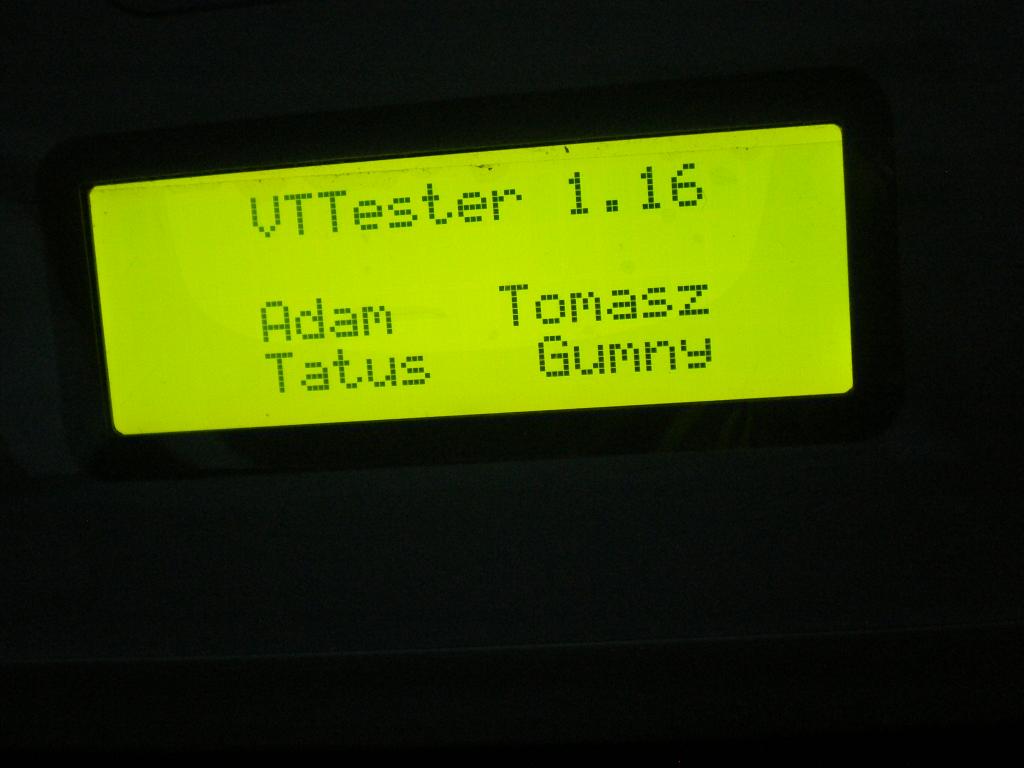 VTTester 1.16
Adam Tomasz
Tatus Gumny